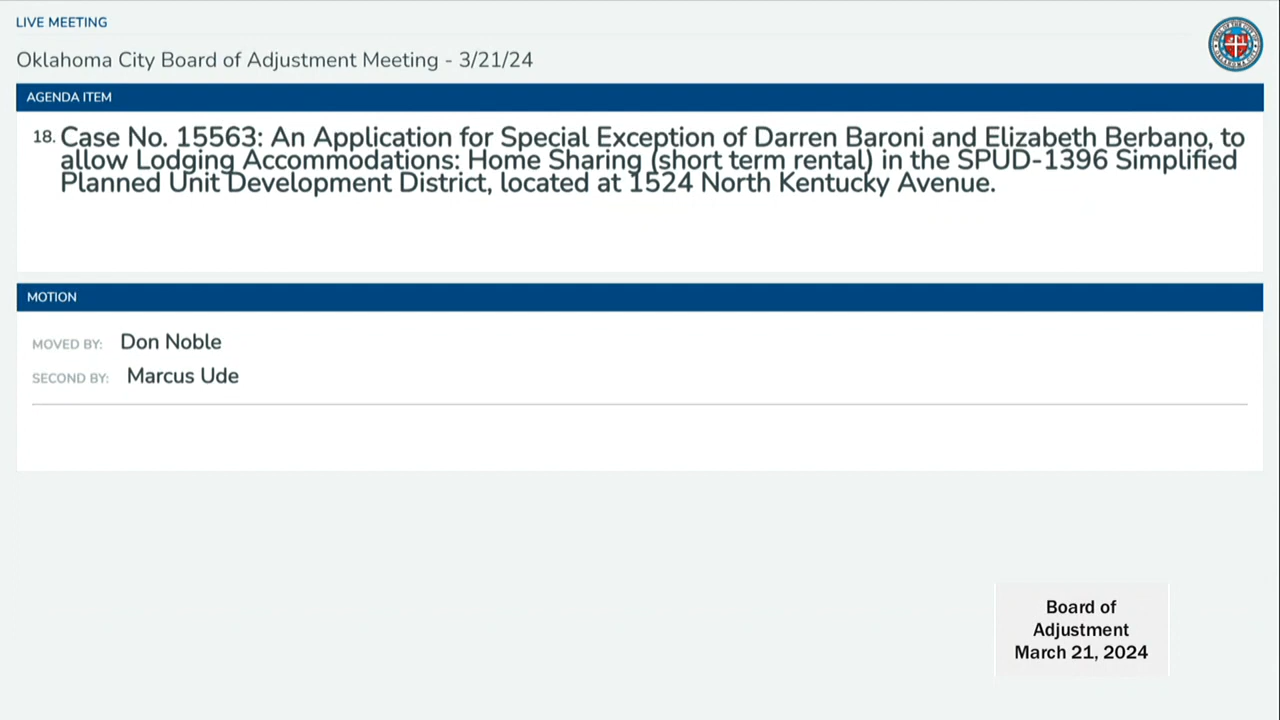 LIVE MEETING
Oklahoma City Board of Adjustment Meeting - 3/21/24
AGENDA ITEM
18. Case No. 15563: An Application for Special Exception of Darren Baroni and Elizabeth Berbano, to
allow Lodging Accommodations: Home Sharing (short term rental) in the SPUD-1396 Simplified
Planned Unit Development District, located at 1524 North Kentucky Avenue.
MOTION
MOVED BY: Don Noble
SECOND BY: Marcus Ude
Board of
Adjustment
March 21, 2024